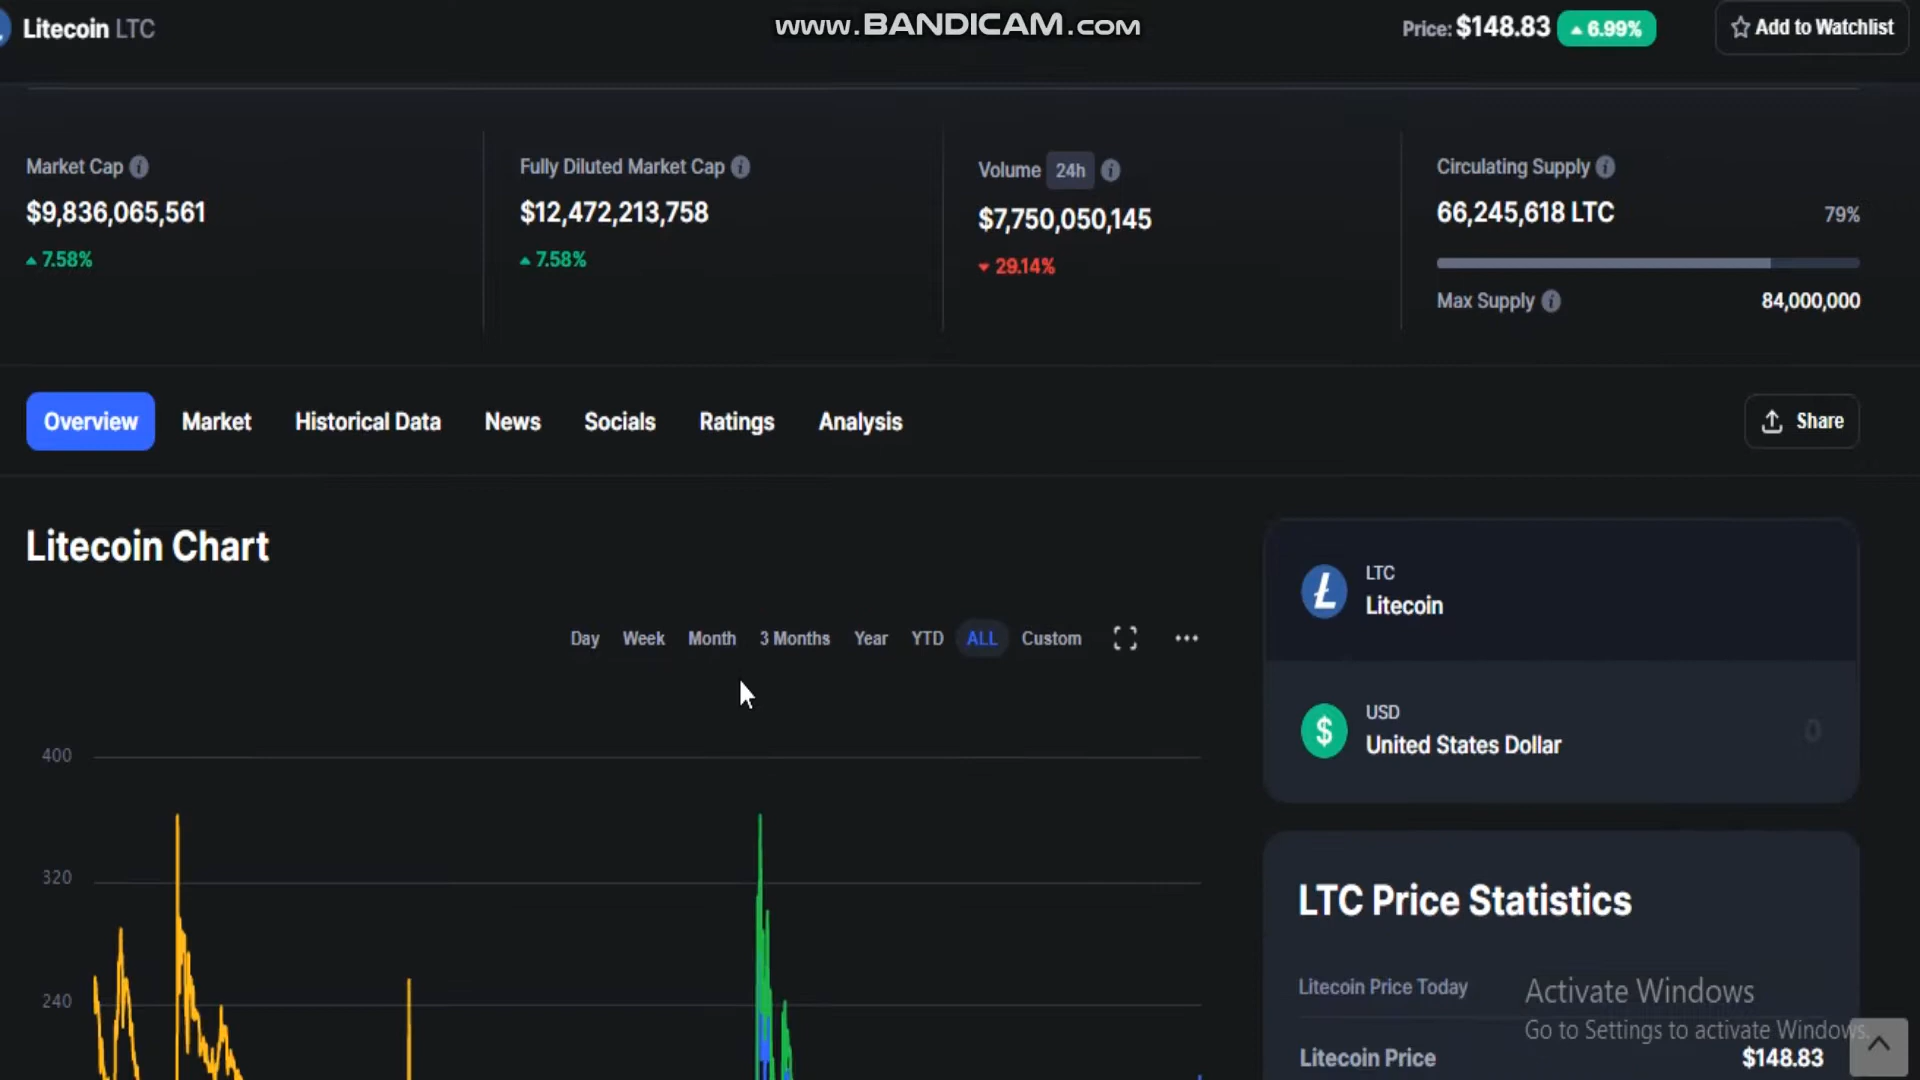 Litecoin LTC
www.BANDICAM.com
Price: $148.83 6.99%
Add to Watchlist
Market Cap
$9,836,065,561
7.58%
Fully Diluted Market Cap
$12,472,213,758
7.58%
Volume 24h
$7,750,050,145
29.14%
Circulating Supply
66,245,618 LTC 79%
Max Supply 84,000,000
Overview Market Historical Data News Socials Ratings Analysis
Share
Litecoin Chart
Day Week Month 3 Months Year YTD ALL Custom
400
320
240
LTC
Litecoin
USD
United States Dollar 0
LTC Price Statistics
Litecoin Price Today
Litecoin Price $148.83
Activate Windows
Go to Settings to activate Windows.